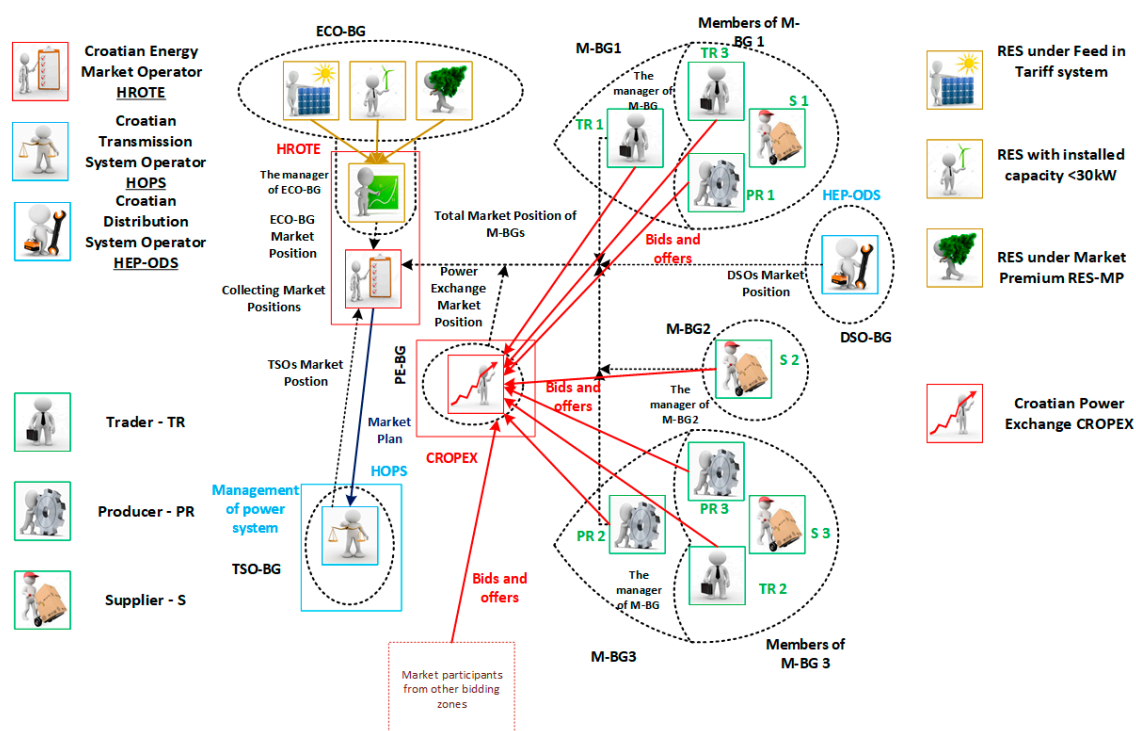 Croatian Energy
Market Operator
HROTE
Croatian
Transmission
System Operator
HOPS
Croatian
Distribution
System Operator
HEP-ODS
Trader - TR
Producer - PR
Supplier - S
ECO-BG
HROTE
The manager
of ECO-BG
ECO-BG
Market
Position
Collecting Market
Positions
TSOs Market
Postion
Market
Plan
HOPS
Management
of power
system
TSO-BG
Total Market Position of
M-BGs
Power
Exchange
Market
Position
PE-BG
CROPEX
Bids and
offers
Market participants
from other bidding
zones
M-BG1
Members of M-
BG 1
The
manager
of M-BG
TR 1
TR 3
S 1
PR 1
Bids and
offers
HEP-ODS
DSOs Market
Position
DSO-BG
M-BG2
S 2
The
manager of
M-BG2
Bids and
offers
PR 2
PR 3
S 3
TR 2
The
manager
of M-BG
M-BG3
Members of
M-BG 3
RES under Feed in
Tariff system
RES with installed
capacity <30kW
RES under Market
Premium RES-MP
Croatian Power
Exchange CROPEX